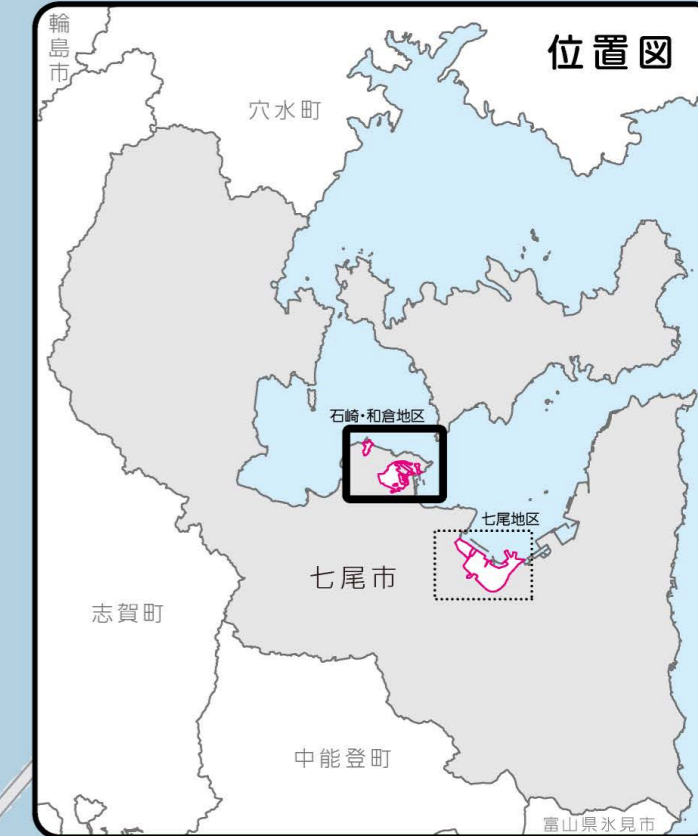 位置図
輪島市
穴水町
石崎・和倉地区
七尾地区
七尾市
志賀町
中能登町
富山県氷見市